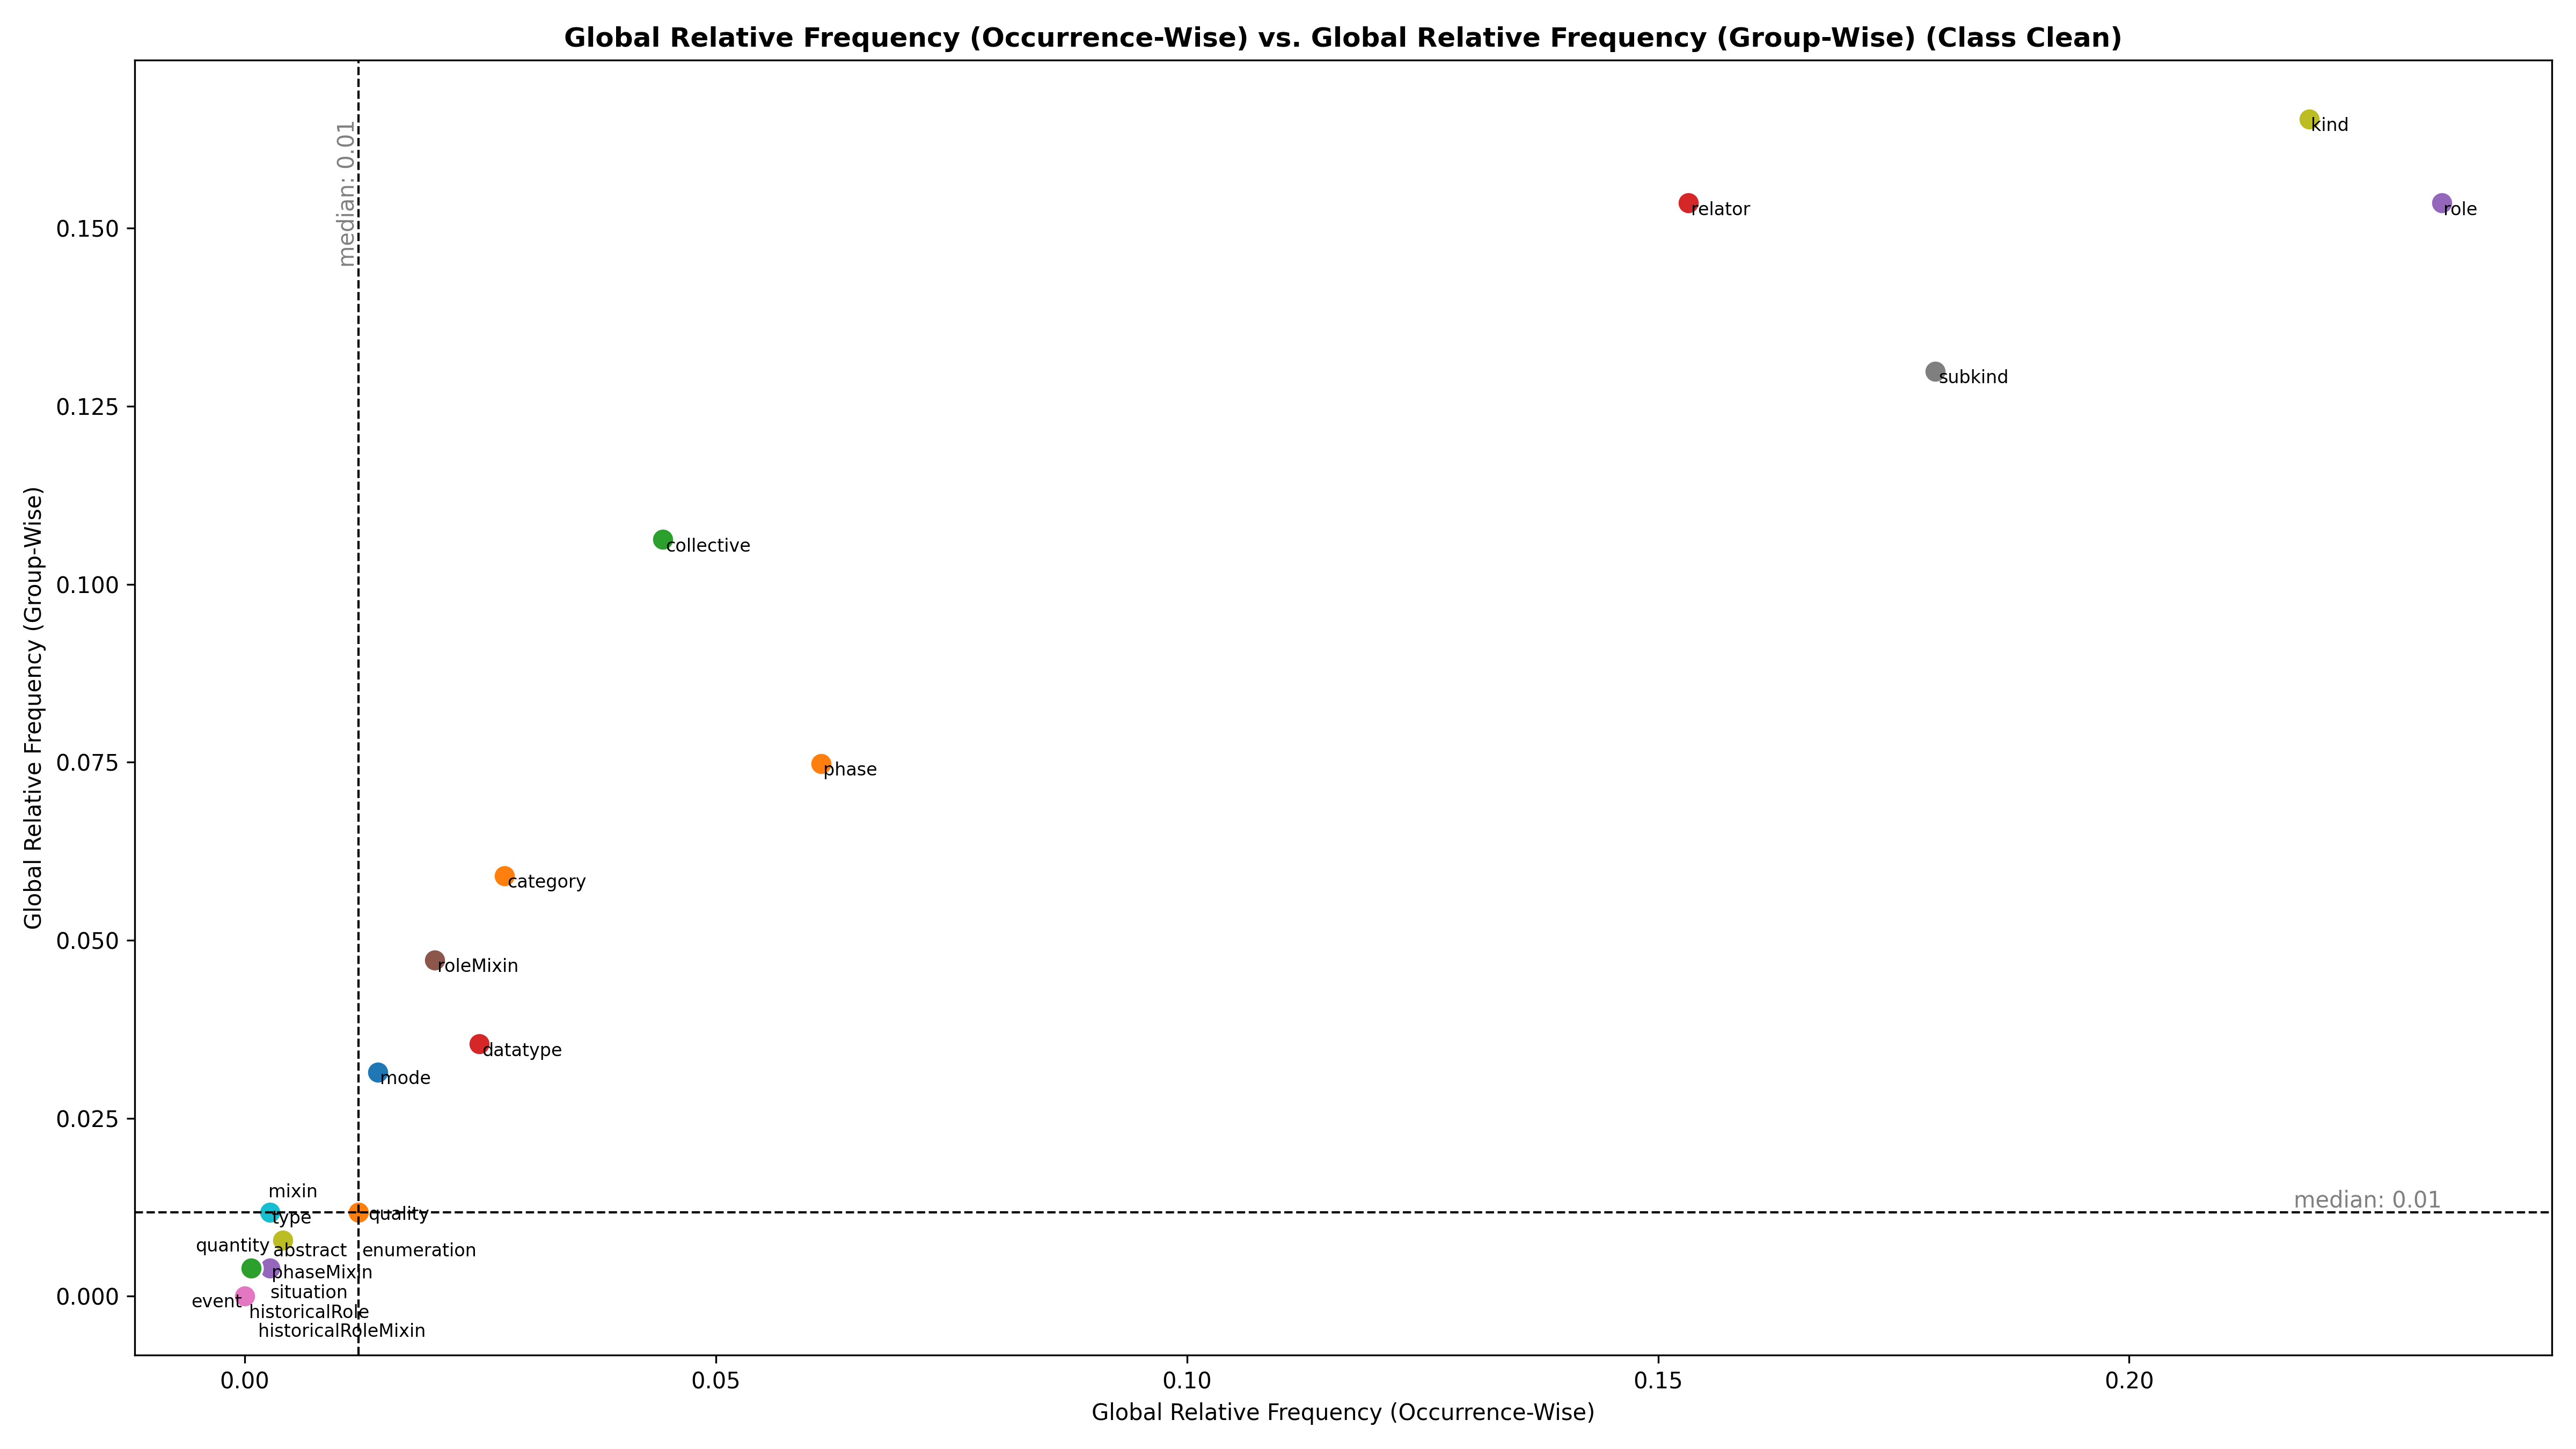 Global Relative Frequency (Occurrence-Wise) vs. Global Relative Frequency (Group-Wise) (Class Clean)
median: 0.01
kind
relator
role
0.150
subkind
0.125
collective
0.100
Global Relative Frequency (Group-Wise)
phase
0.075
category
0.050
roleMixin
datatype
mode
0.025
mixin
median: 0.01
type
quality
quantity
abstract
enumeration
phaseMixin
situation
0.000
event
historicalRole
historicalRoleMixin
0.00
0.05
0.10
0.15
0.20
Global Relative Frequency (Occurrence-Wise)